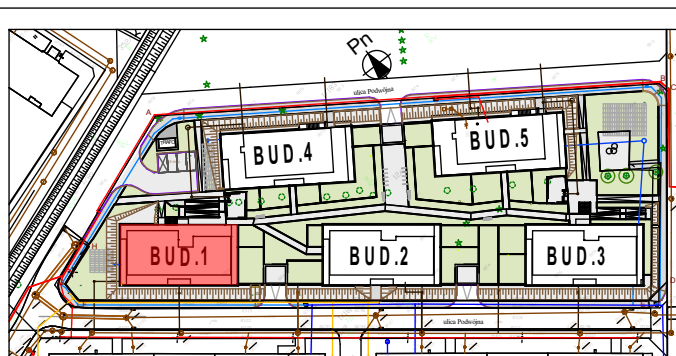 Pn
B
ulica Podwójna
C
A
BUD.4
BUD.5
H
BUD.1
BUD.2
BUD.3
D
ulica Podwójna